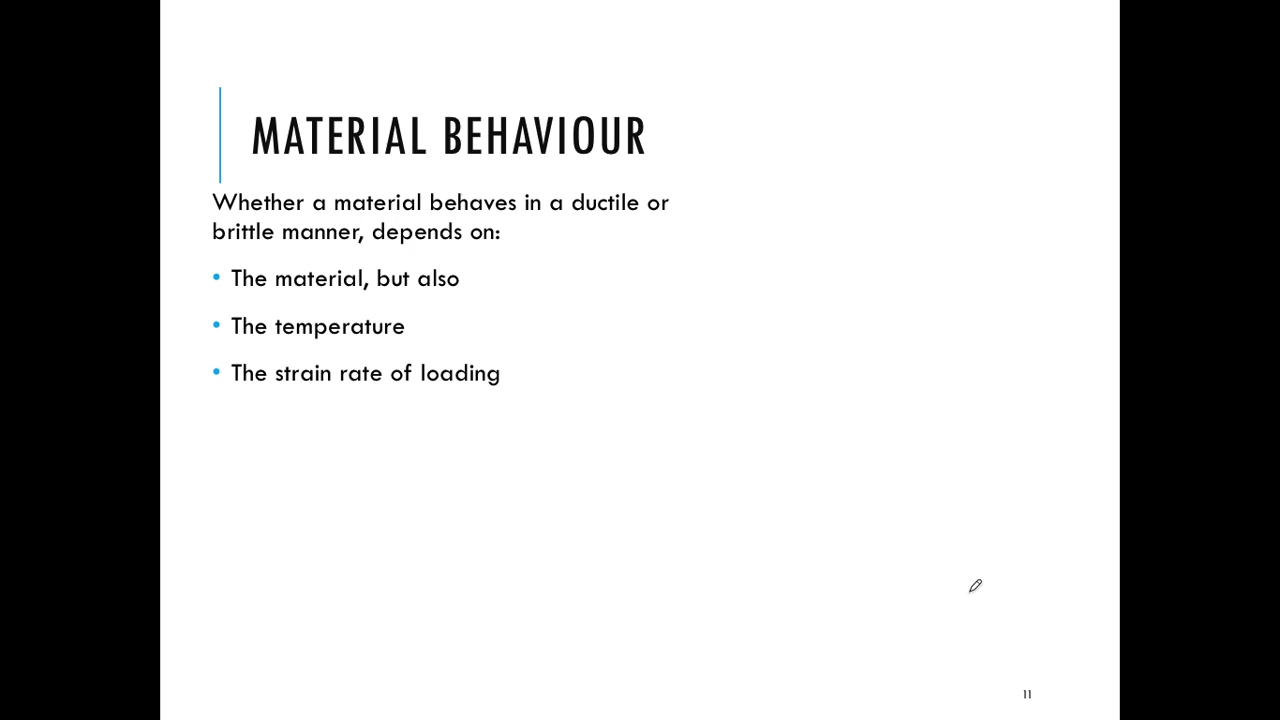 MATERIAL BEHAVIOUR
Whether a material behaves in a ductile or
brittle manner, depends on:
• The material, but also
• The temperature
• The strain rate of loading
11